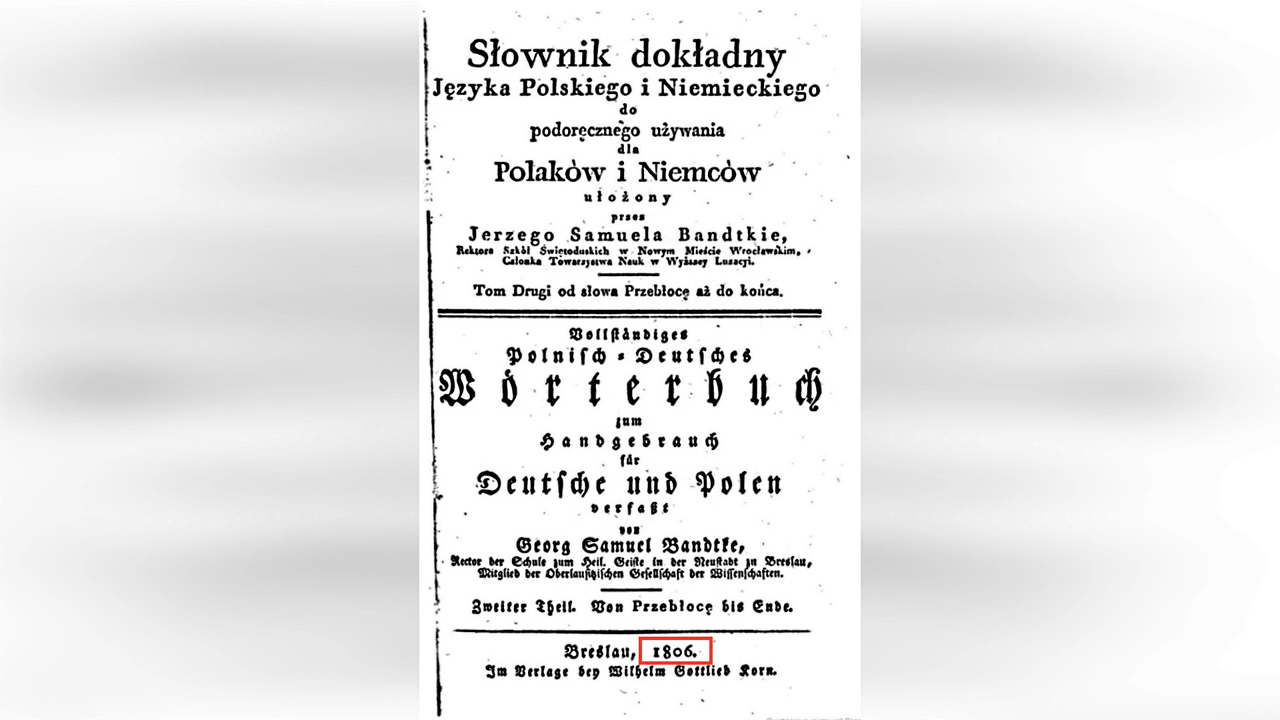 Słownik dokładny
Języka Polskiego i Niemieckiego
do
podoręcznego używania
dla
Polaków i Niemców
ułożony
przez
Jerzego Samuela Bandtkie,
Rektora Szkół Świętoduskich w Nowym Mieście Wrocławskim,
Członka Towarzystwa Nauk w Wyższey Luzacyi.
Tom Drugi od słowa Przebłocę aż do końca.
Vollständiges
Polnisch-Deutsches
Wörterbuch
zum
Handgebrauch
für
Deutsche und Polen
verfaßt
von
Georg Samuel Bandtke,
Rector der Schule zum Heil. Geiste in der Neustadt zu Breslau,
Mitglied der Oberlausitzischen Gesellschaft der Wissenschaften.
Zweiter Theil. Von Przebłocę bis Ende.
Breslau, 1806.
Im Verlage bey Wilhelm Gottlieb Korn.